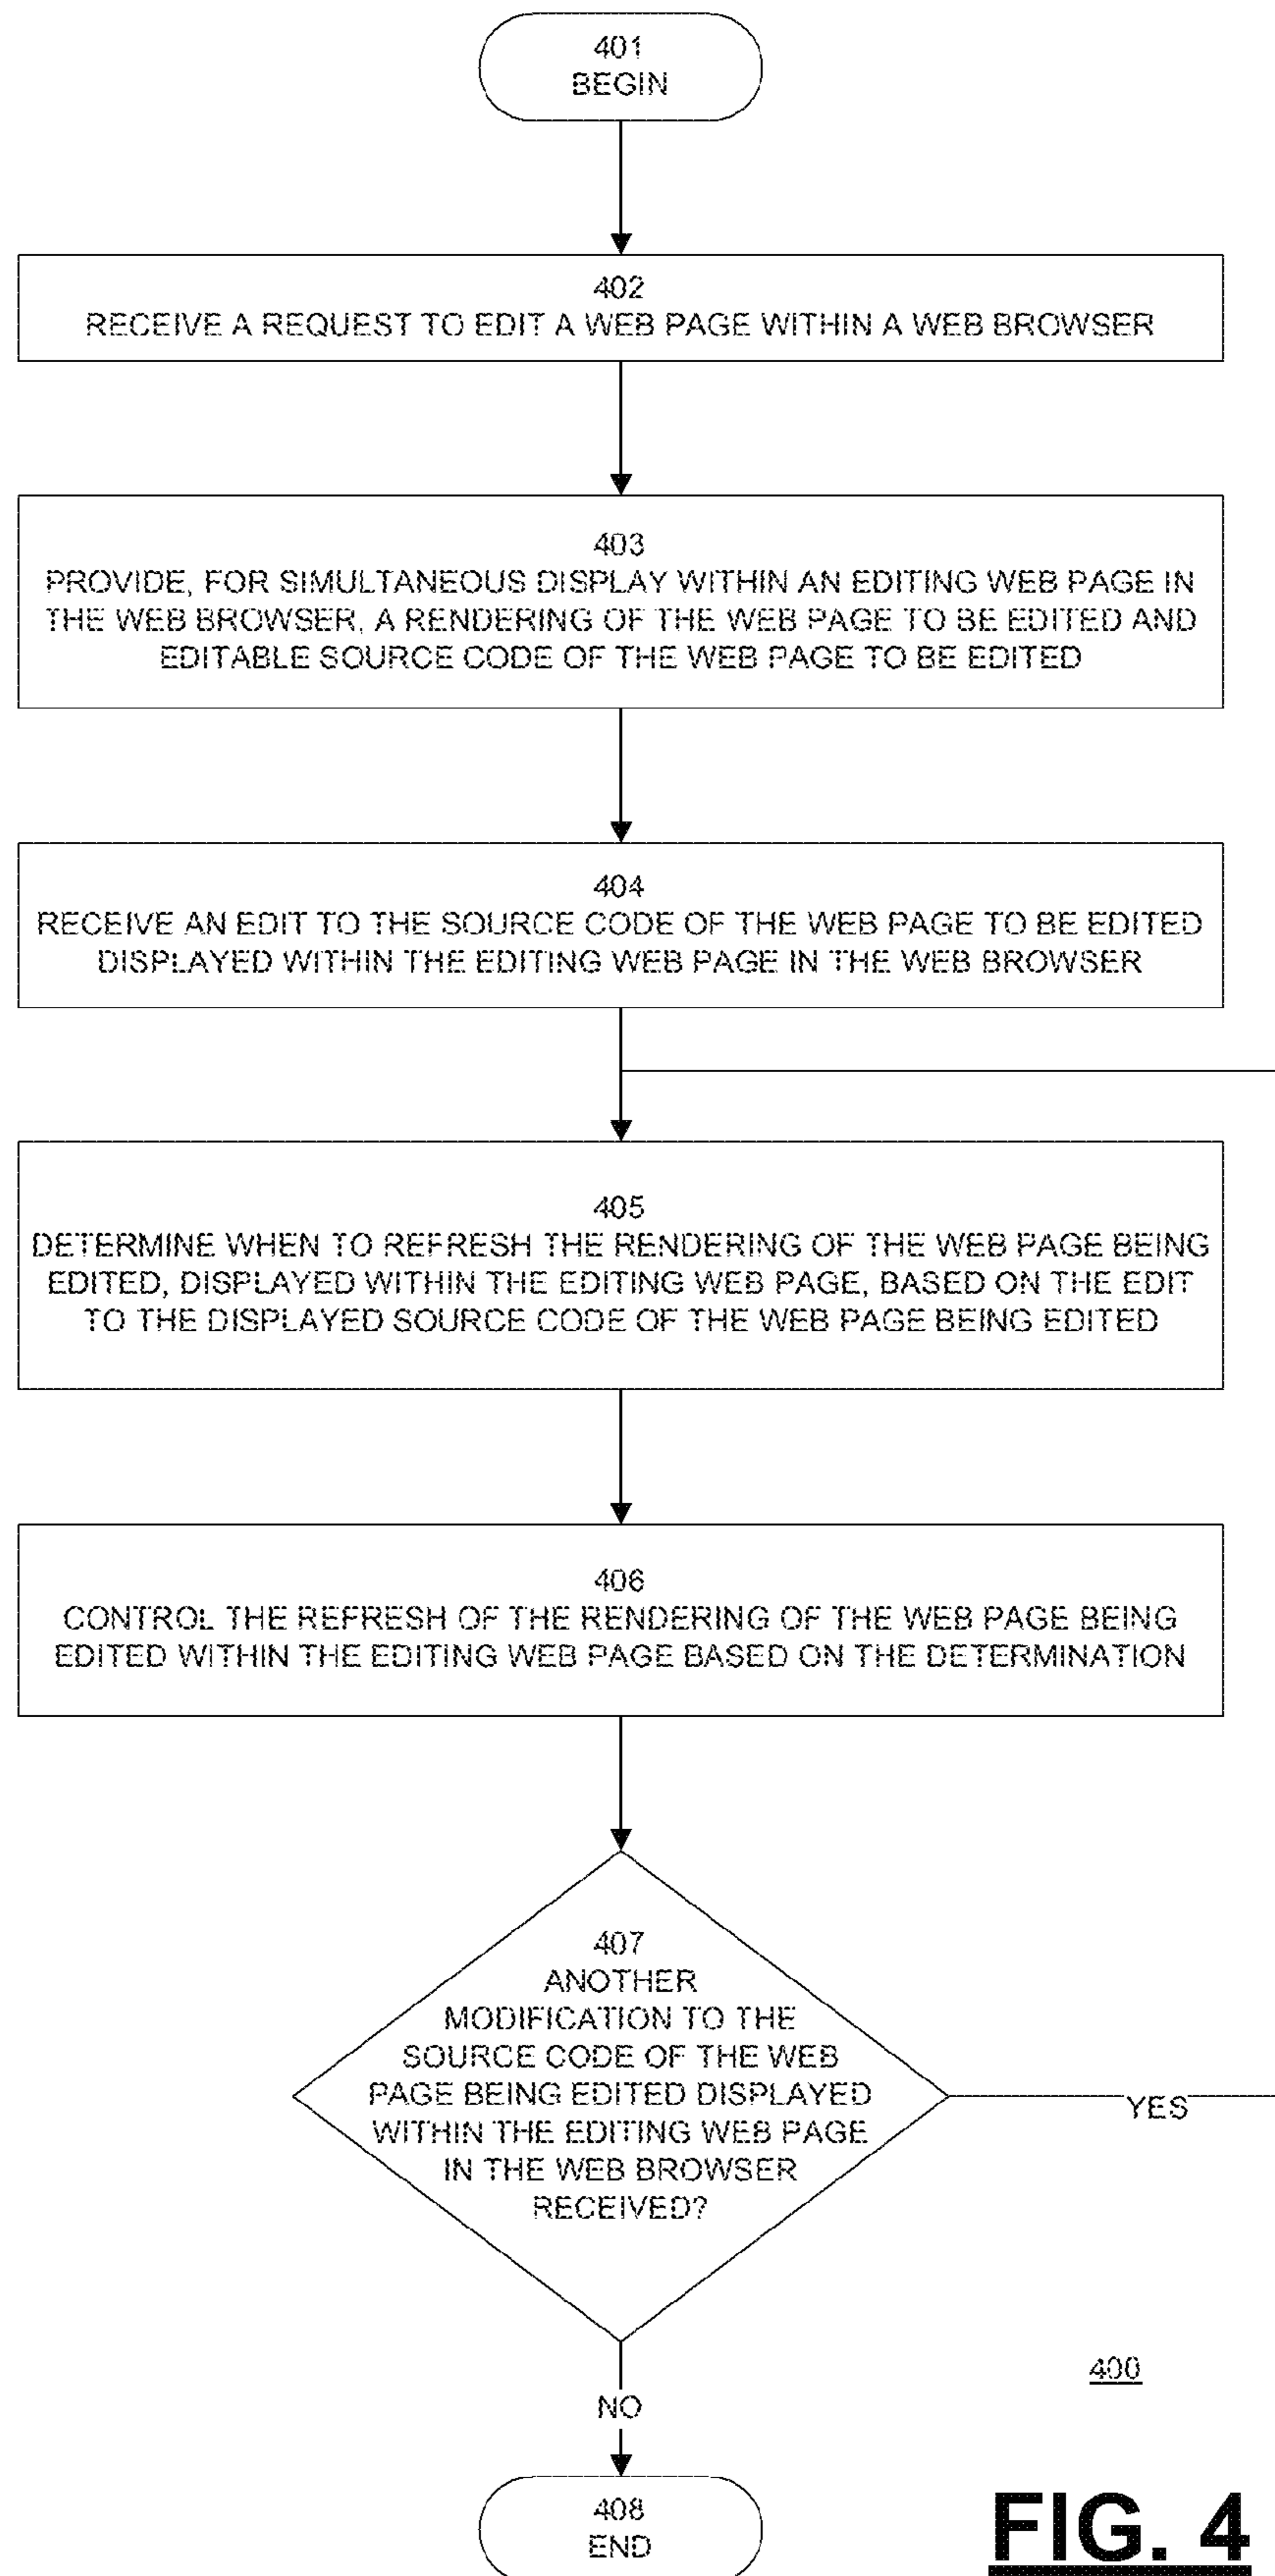 401
BEGIN
402
RECEIVE A REQUEST TO EDIT A WEB PAGE WITHIN A WEB BROWSER
403
PROVIDE, FOR SIMULTANEOUS DISPLAY WITHIN AN EDITING WEB PAGE IN
THE WEB BROWSER, A RENDERING OF THE WEB PAGE TO BE EDITED AND
EDITABLE SOURCE CODE OF THE WEB PAGE TO BE EDITED
404
RECEIVE AN EDIT TO THE SOURCE CODE OF THE WEB PAGE TO BE EDITED
DISPLAYED WITHIN THE EDITING WEB PAGE IN THE WEB BROWSER
405
DETERMINE WHEN TO REFRESH THE RENDERING OF THE WEB PAGE BEING
EDITED, DISPLAYED WITHIN THE EDITING WEB PAGE, BASED ON THE EDIT
TO THE DISPLAYED SOURCE CODE OF THE WEB PAGE BEING EDITED
406
CONTROL THE REFRESH OF THE RENDERING OF THE WEB PAGE BEING
EDITED WITHIN THE EDITING WEB PAGE BASED ON THE DETERMINATION
407
ANOTHER
MODIFICATION TO THE
SOURCE CODE OF THE WEB
PAGE BEING EDITED DISPLAYED
WITHIN THE EDITING WEB PAGE
IN THE WEB BROWSER
RECEIVED?
YES
NO
408
END
400
FIG. 4